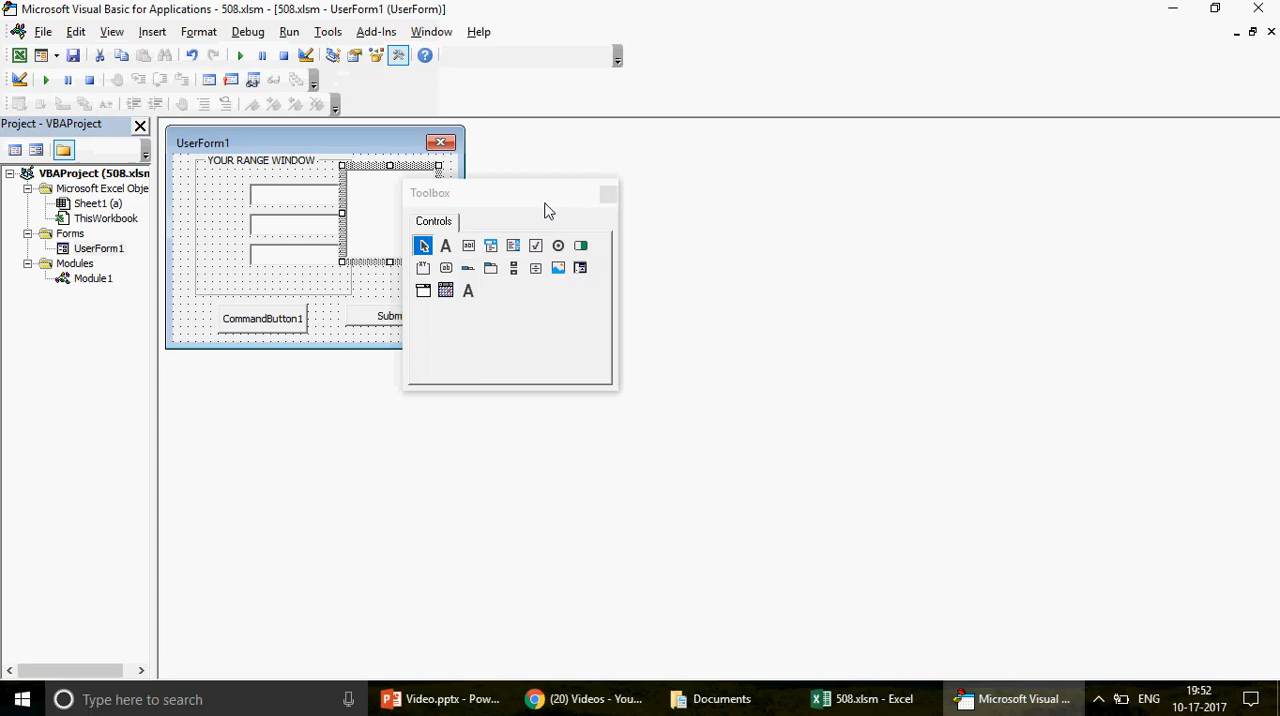 Microsoft Visual Basic for Applications - 508.xlsm - [508.xlsm - UserForm1 (UserForm)]
File Edit View Insert Format Debug Run Tools Add-Ins Window Help
Project - VBAProject
VBAProject (508.xlsn
Microsoft Excel Obje
Sheet1 (a)
ThisWorkbook
Forms
UserForm1
Modules
Module1
UserForm1
YOUR RANGE WINDOW
CommandButton1
Subm
Toolbox
Controls
Type here to search
Video.pptx - Pow...
(20) Videos - You...
Documents
508.xlsm - Excel
Microsoft Visual ...
ENG
19:52
10-17-2017